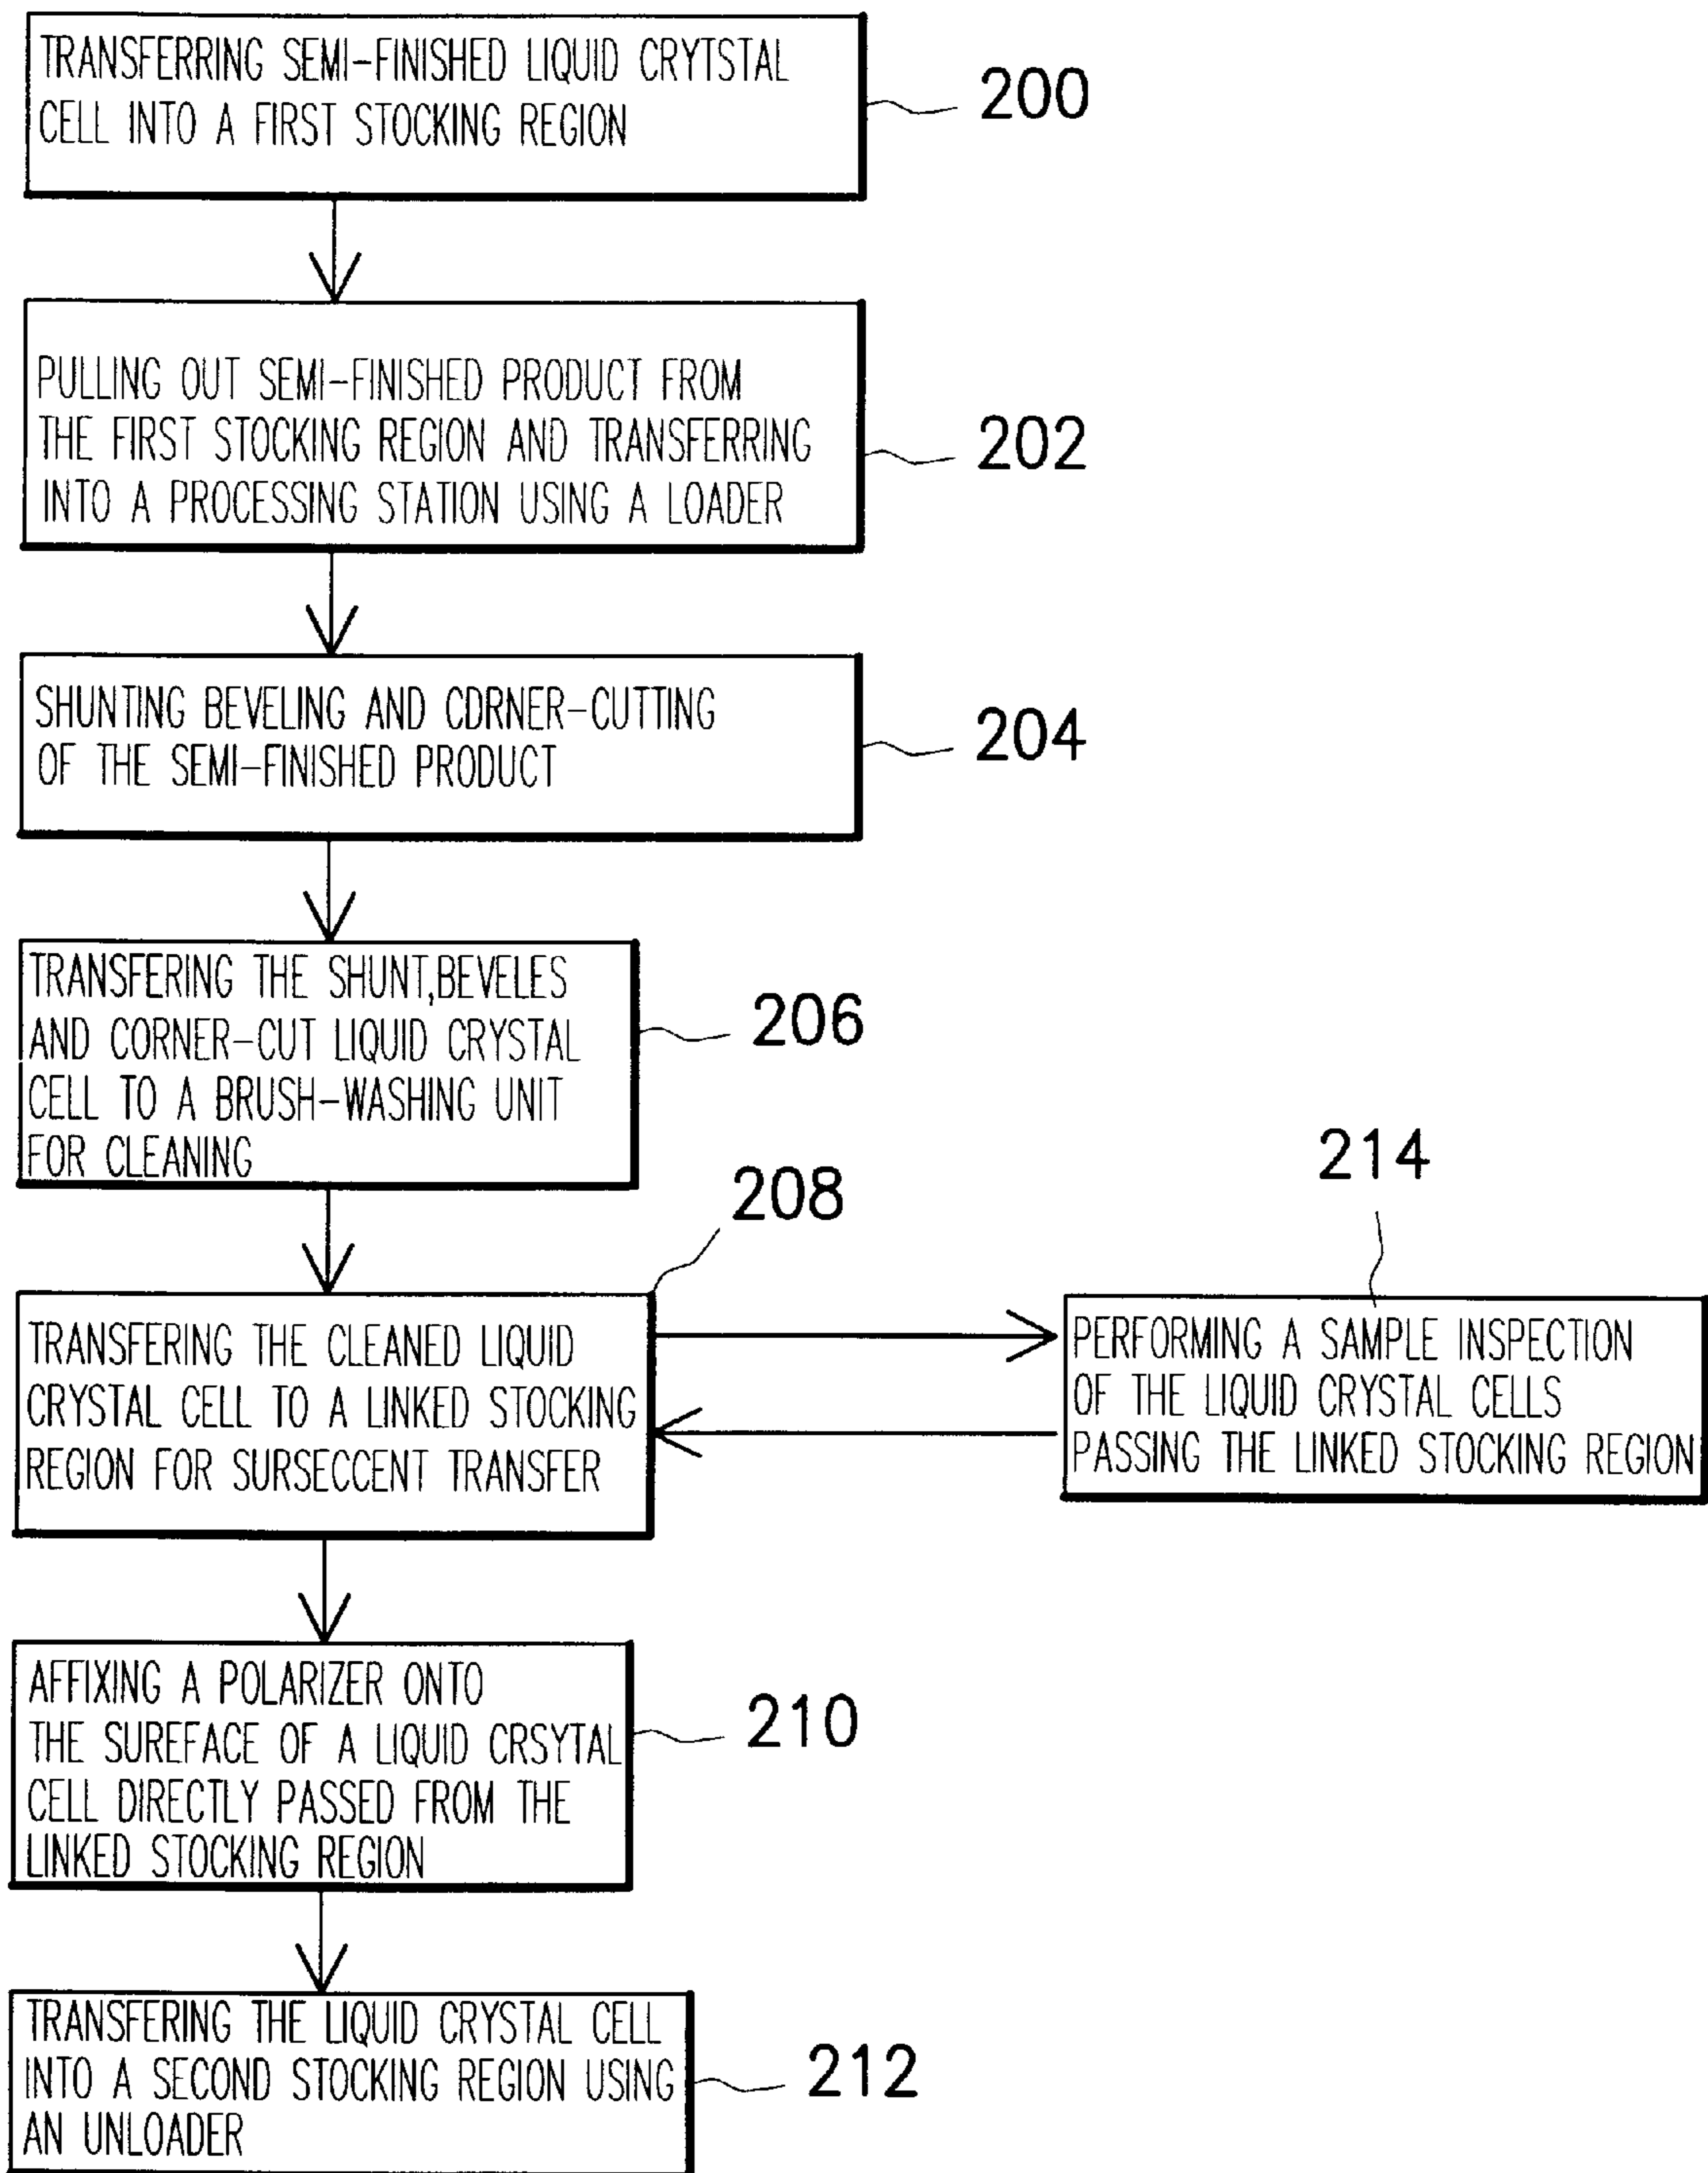 TRANSFERRING SEMI-FINISHED LIQUID CRYTSTAL
CELL INTO A FIRST STOCKING REGION
200
PULLING OUT SEMI-FINISHED PRODUCT FROM
THE FIRST STOCKING REGION AND TRANSFERRING
INTO A PROCESSING STATION USING A LOADER
202
SHUNTING BEVELING AND CDRNER-CUTTING
OF THE SEMI-FINISHED PRODUCT
204
TRANSFERING THE SHUNT,BEVELES
AND CORNER-CUT LIQUID CRYSTAL
CELL TO A BRUSH-WASHING UNIT
FOR CLEANING
206
208
TRANSFERING THE CLEANED LIQUID
CRYSTAL CELL TO A LINKED STOCKING
REGION FOR SURSECCENT TRANSFER
214
PERFORMING A SAMPLE INSPECTION
OF THE LIQUID CRYSTAL CELLS
PASSING THE LINKED STOCKING REGION
AFFIXING A POLARIZER ONTO
THE SUREFACE OF A LIQUID CRSYTAL
CELL DIRECTLY PASSED FROM THE
LINKED STOCKING REGION
210
TRANSFERING THE LIQUID CRYSTAL CELL
INTO A SECOND STOCKING REGION USING
AN UNLOADER
212